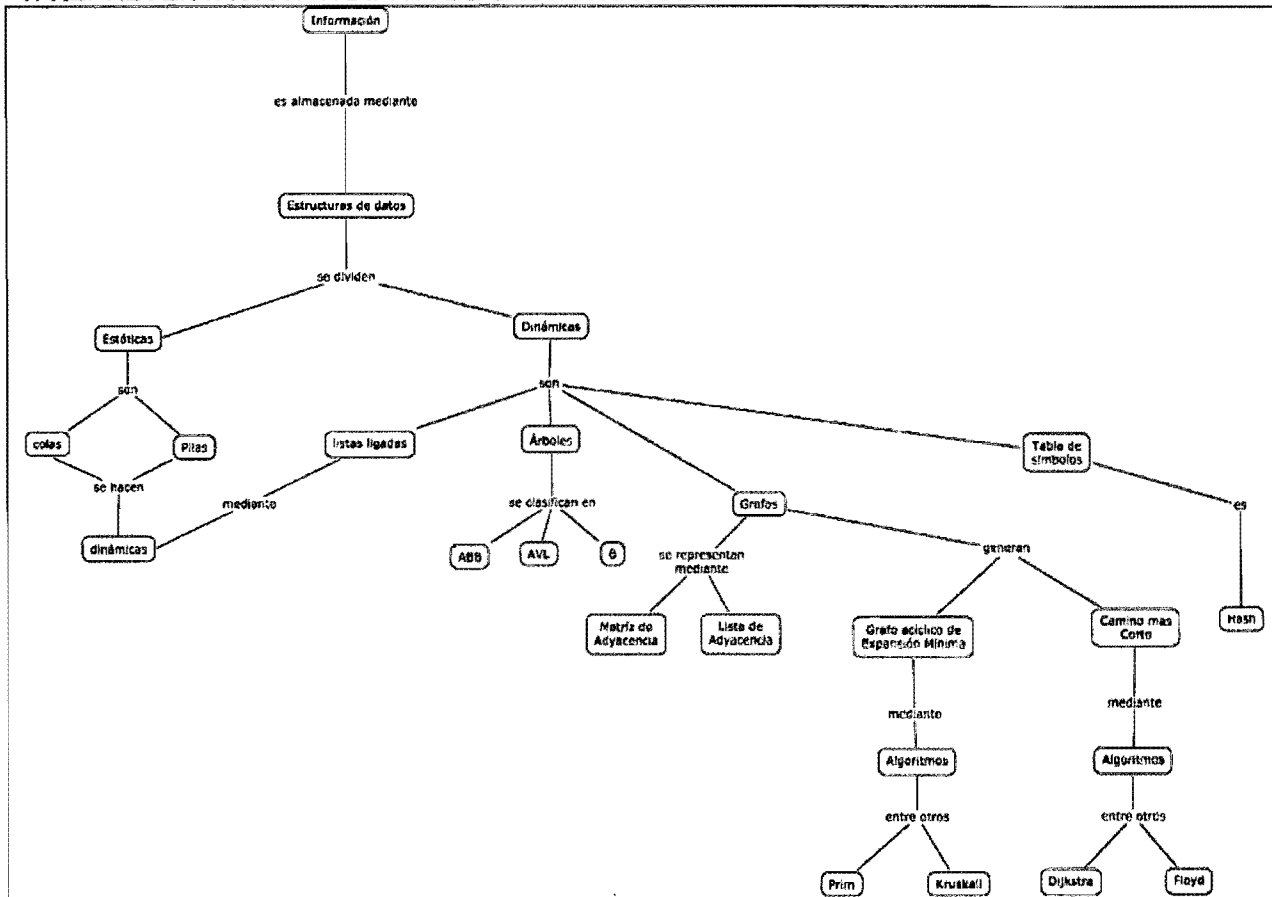 Información
es almacenada mediante
Estructuras de datos
se dividen
Estáticas
Dinámicas
son
son
colas
Pilas
listas ligadas
Árboles
Tabla de
símbolos
se hacen
mediante
se clasifican en
Grafos
es
dinámicas
ABB
AVL
B
se representan
mediante
generan
Matriz de
Adyacencia
Lista de
Adyacencia
Grafo acíclico de
Expansión Mínima
Camino mas
Corto
Hash
mediante
mediante
Algoritmos
Algoritmos
entre otros
entre otros
Prim
Kruskall
Dijkstra
Floyd